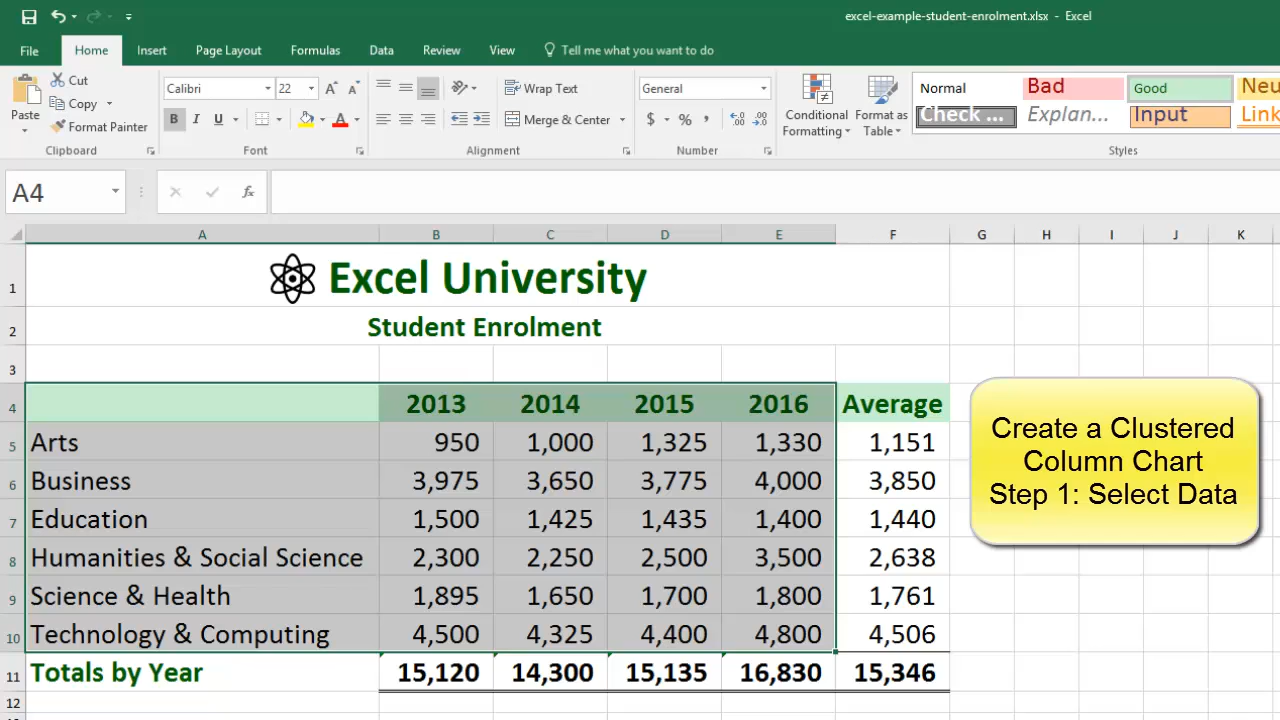 excel-example-student-enrolment.xlsx - Excel
File Home Insert Page Layout Formulas Data Review View Tell me what you want to do
Paste
Cut
Copy
Format Painter
Clipboard
Calibri 22 A A
B I U A
Font
Wrap Text
Merge & Center
Alignment
General
$ % , .00 .00
Number
Conditional Formatting
Format as Table
Normal Bad Good Neu
Check ... Explan... Input Link
Styles
A4 fx
A B C D E F G H I J K
1 Excel University
2 Student Enrolment
3
4 2013 2014 2015 2016 Average
5 Arts 950 1,000 1,325 1,330 1,151
6 Business 3,975 3,650 3,775 4,000 3,850
7 Education 1,500 1,425 1,435 1,400 1,440
8 Humanities & Social Science 2,300 2,250 2,500 3,500 2,638
9 Science & Health 1,895 1,650 1,700 1,800 1,761
10 Technology & Computing 4,500 4,325 4,400 4,800 4,506
11 Totals by Year 15,120 14,300 15,135 16,830 15,346
12
Create a Clustered
Column Chart
Step 1: Select Data